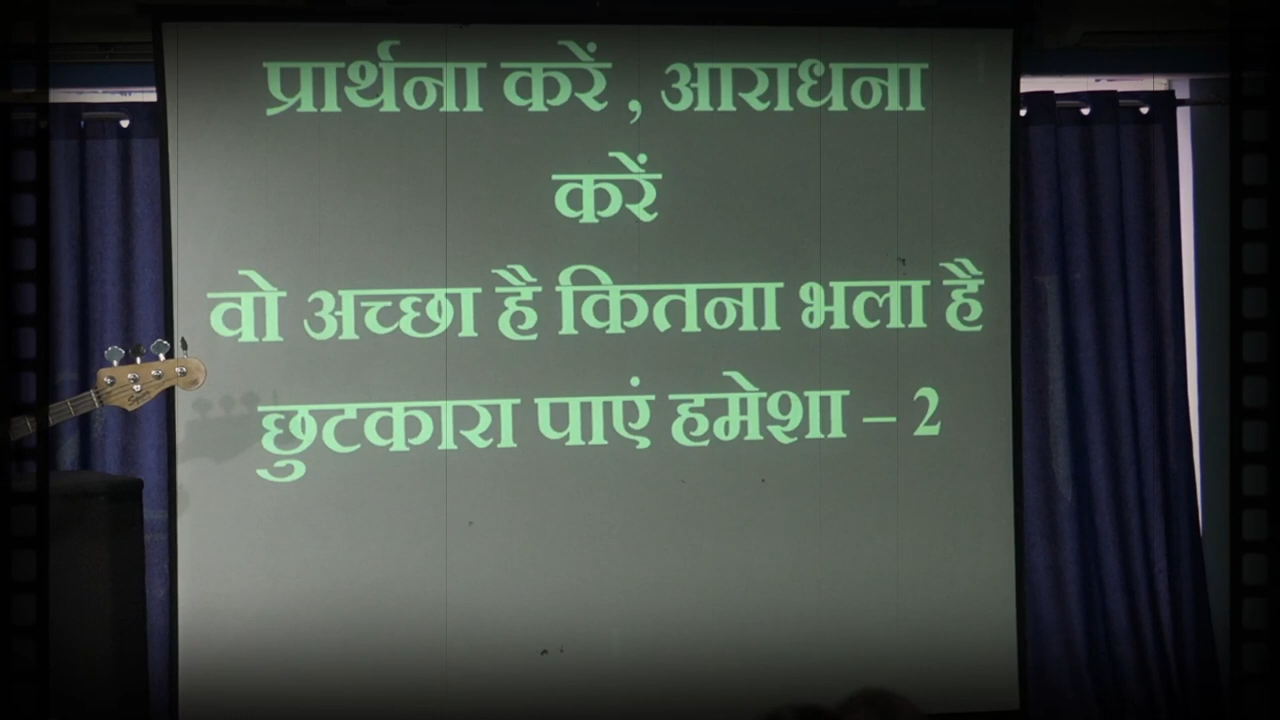 प्रार्थना करें , आराधना
करें
वो अच्छा है कितना भला है
छुटकारा पाएं हमेशा – 2